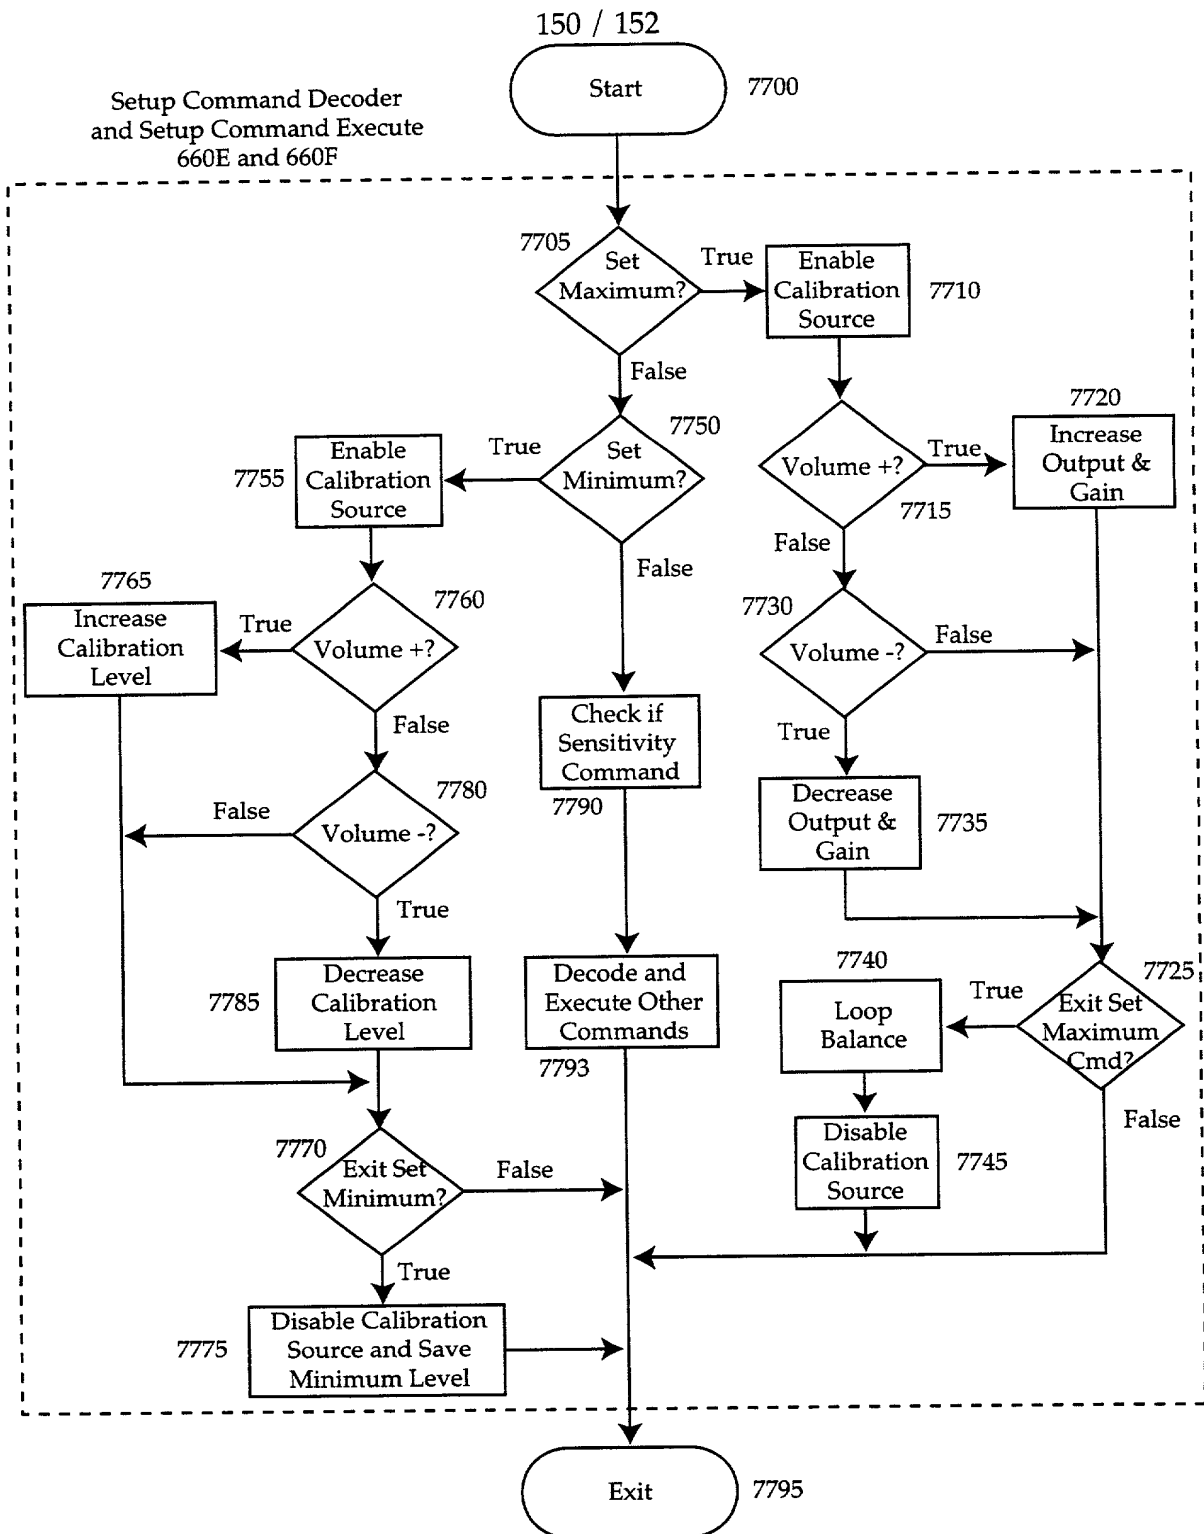 150 / 152
Start
7700
Setup Command Decoder
and Setup Command Execute
660E and 660F
7705
Set
Maximum?
True
Enable
Calibration
Source
7710
False
7750
Set
Minimum?
True
Enable
Calibration
Source
7755
Volume +?
7715
True
7720
Increase
Output &
Gain
False
False
7765
Increase
Calibration
Level
True
7760
Volume +?
7730
Volume -?
False
False
True
Check if
Sensitivity
Command
7790
7780
Volume -?
False
Decrease
Output &
Gain
7735
True
7785
Decrease
Calibration
Level
Decode and
Execute Other
Commands
7793
7740
Loop
Balance
True
7725
Exit Set
Maximum
Cmd?
False
7770
Exit Set
Minimum?
False
Disable
Calibration
Source
7745
True
7775
Disable Calibration
Source and Save
Minimum Level
Exit
7795